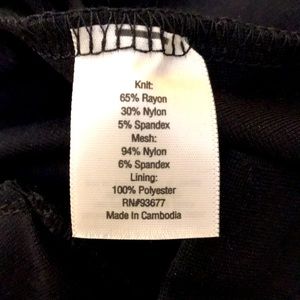 Knit:
65% Rayon
30% Nylon
5% Spandex
Mesh:
94% Nylon
6% Spandex
Lining:
100% Polyester
RN#93677
Made In Cambodia